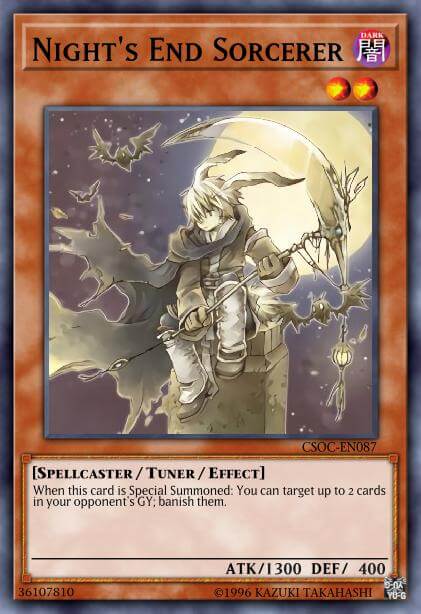 Night's End Sorcerer
DARK
闇
CSOC-EN087
[Spellcaster / Tuner / Effect]
When this card is Special Summoned: You can target up to 2 cards
in your opponent's GY; banish them.
ATK/1300 DEF/ 400
36107810
©1996 KAZUKI TAKAHASHI